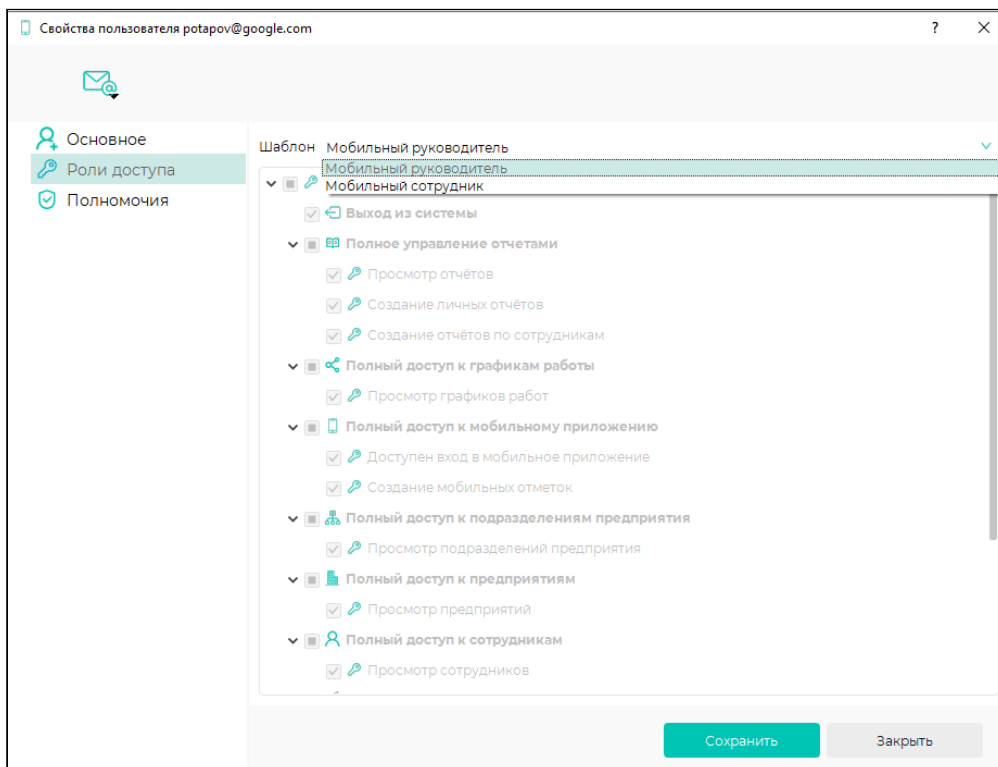 Свойства пользователя potapov@google.com
?
Основное
Роли доступа
Полномочия
Шаблон Мобильный руководитель
Мобильный руководитель
Мобильный сотрудник
Выход из системы
Полное управление отчетами
Просмотр отчётов
Создание личных отчётов
Создание отчётов по сотрудникам
Полный доступ к графикам работы
Просмотр графиков работ
Полный доступ к мобильному приложению
Доступен вход в мобильное приложение
Создание мобильных отметок
Полный доступ к подразделениям предприятия
Просмотр подразделений предприятия
Полный доступ к предприятиям
Просмотр предприятий
Полный доступ к сотрудникам
Просмотр сотрудников
Сохранить
Закрыть